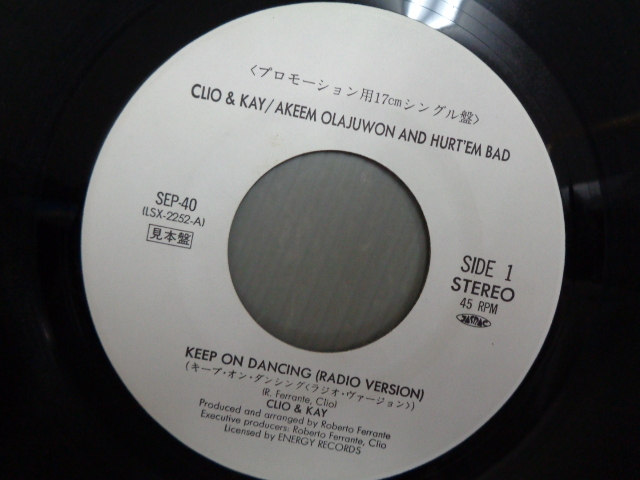 〈プロモーション用17cmシングル盤〉
CLIO & KAY/AKEEM OLAJUWON AND HURT'EM BAD
SEP-40
(LSX-2252-A)
見本盤
SIDE 1
STEREO
45 RPM
KEEP ON DANCING (RADIO VERSION)
(キープ・オン・ダンシング〈ラジオ・ヴァージョン〉)
(R. Ferrante, Clio)
CLIO & KAY
Produced and arranged by Roberto Ferrante
Executive producers: Roberto Ferrante, Clio
Licensed by ENERGY RECORDS